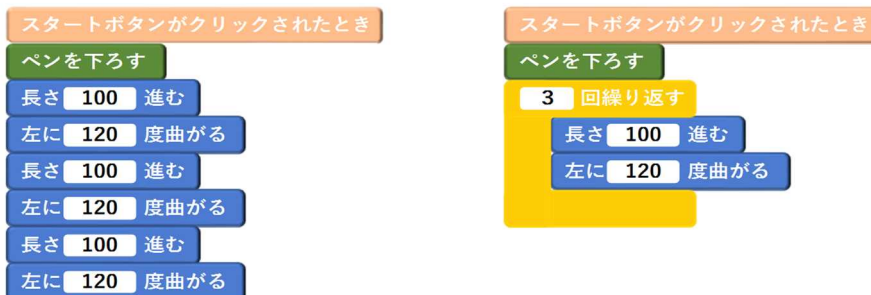 スタートボタンがクリックされたとき
ペンを下ろす
長さ 100 進む
左に 120 度曲がる
長さ 100 進む
左に 120 度曲がる
長さ 100 進む
左に 120 度曲がる
スタートボタンがクリックされたとき
ペンを下ろす
3 回繰り返す
長さ 100 進む
左に 120 度曲がる